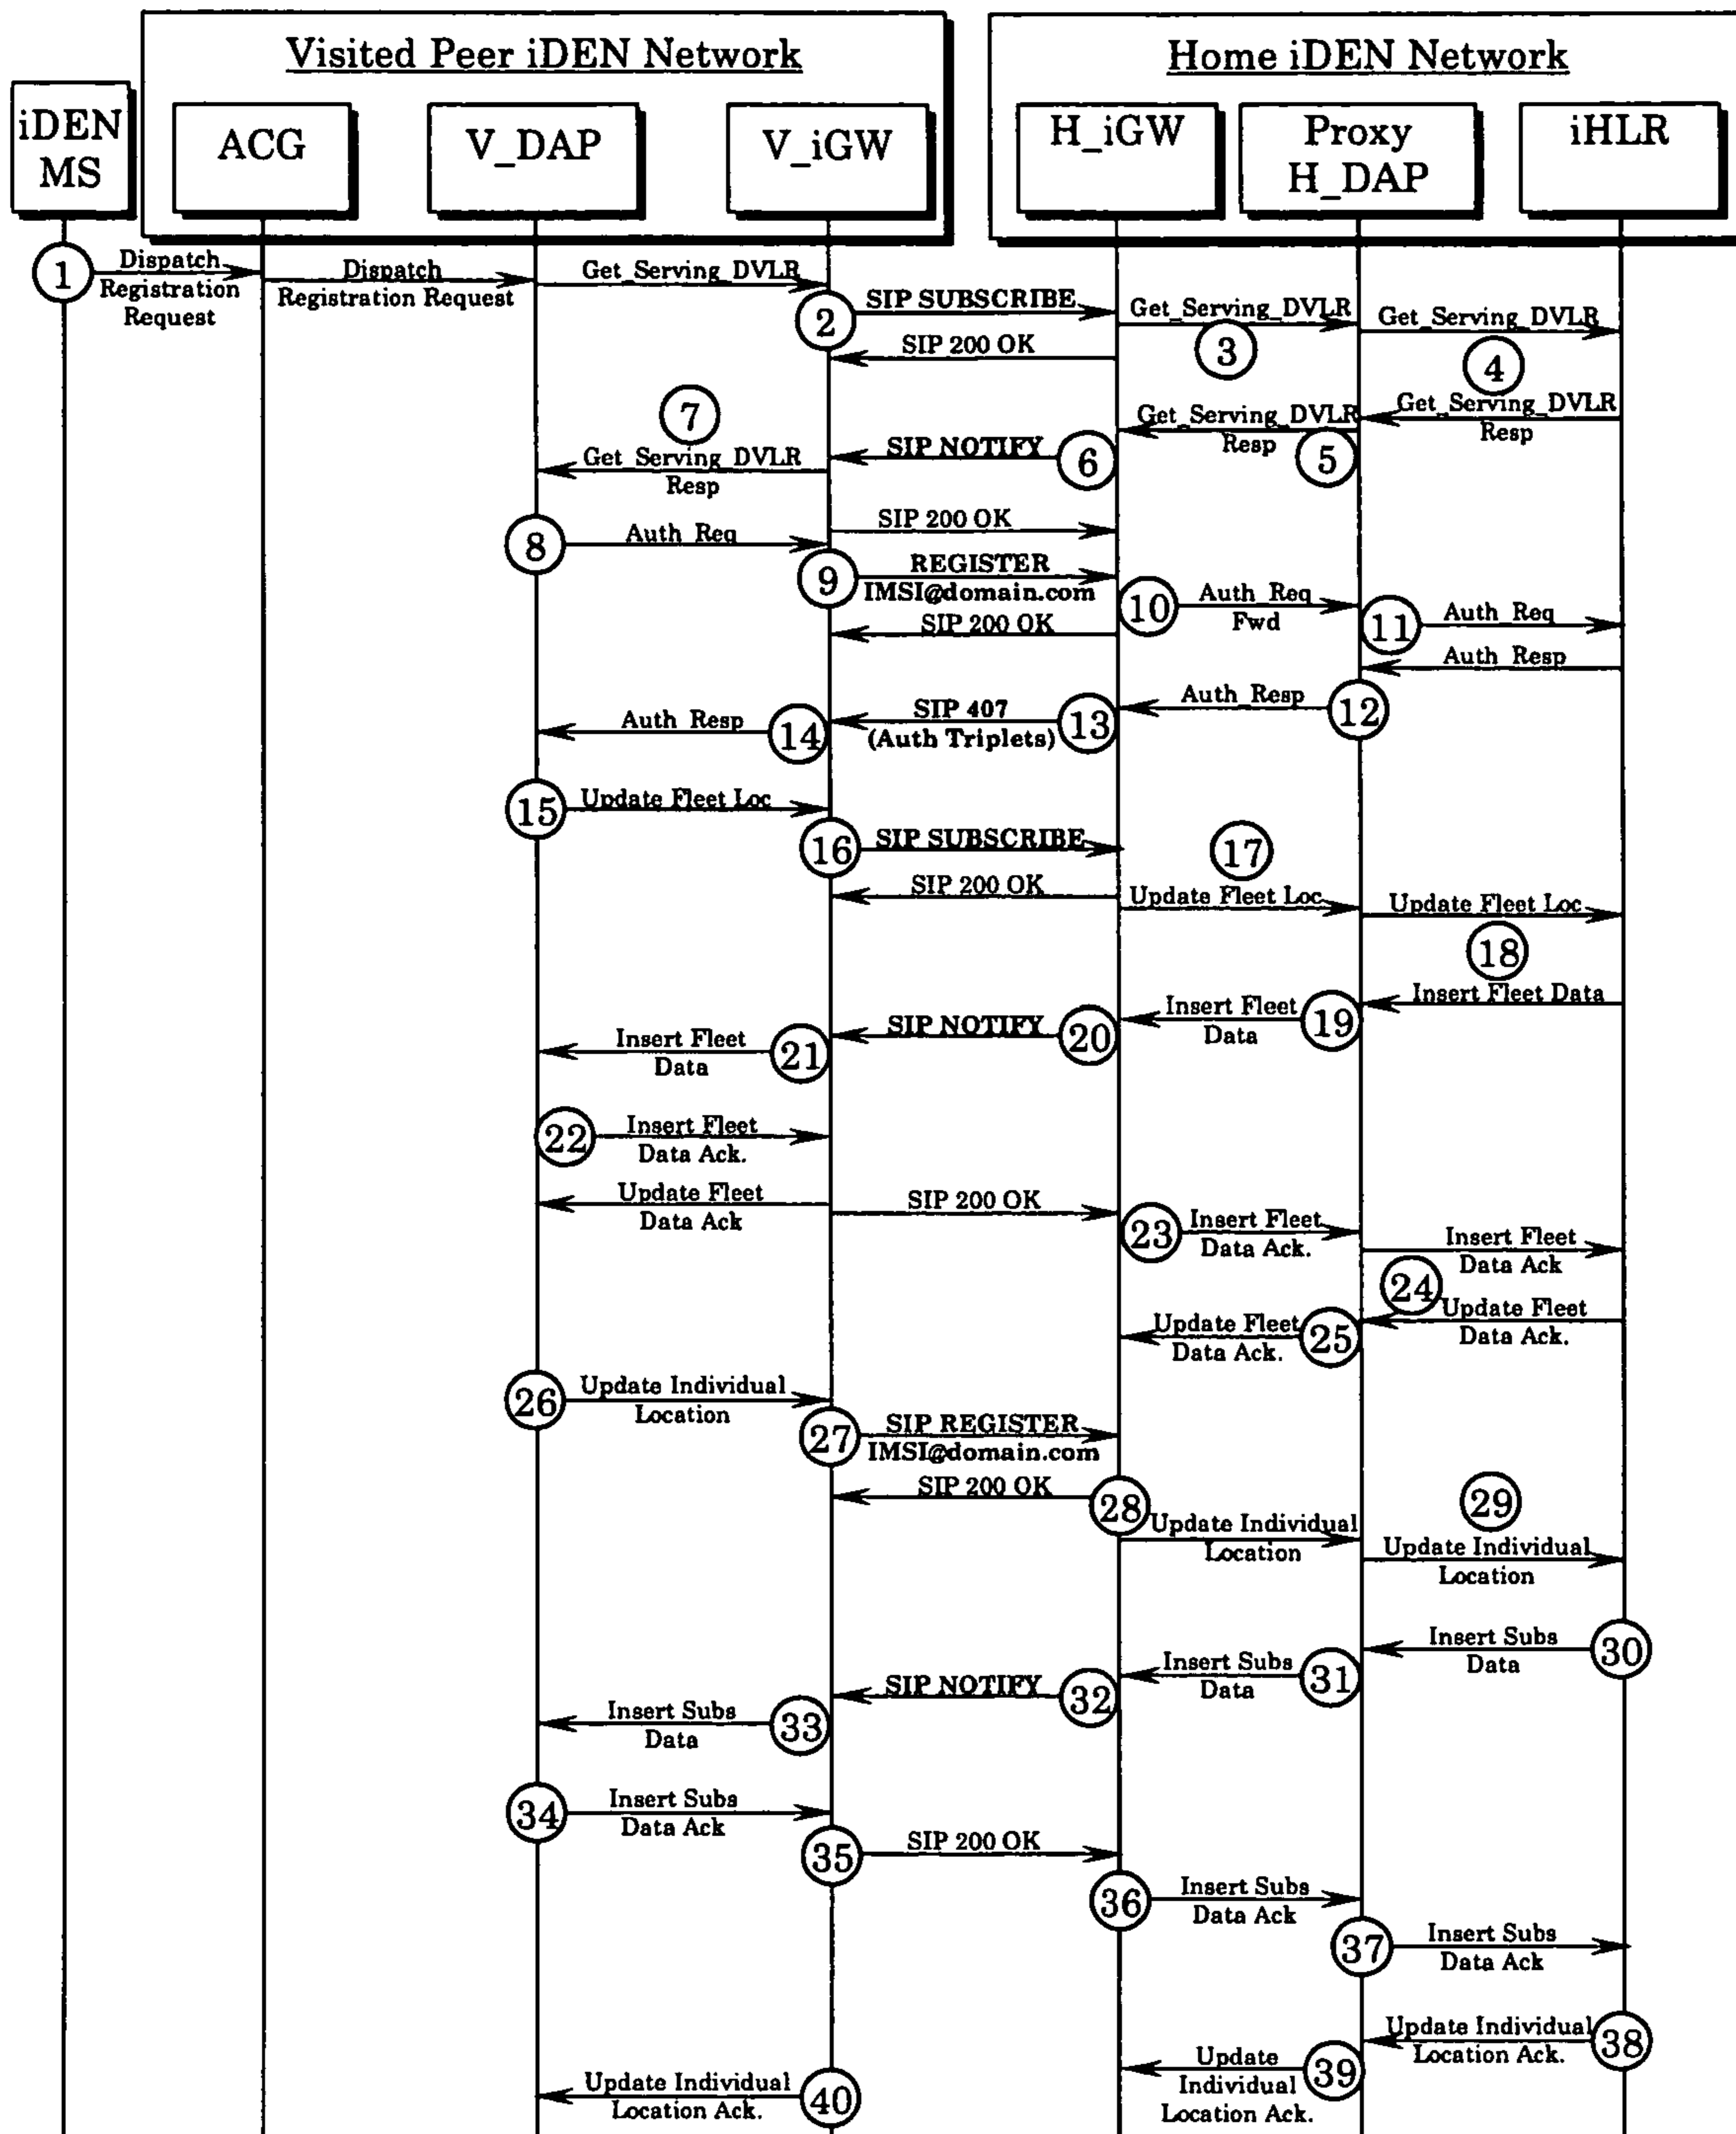 Visited Peer iDEN Network
Home iDEN Network
iDEN
MS
ACG
V_DAP
V_iGW
H_iGW
Proxy
H_DAP
iHLR
1
Dispatch
Registration
Request
Dispatch
Registration Request
Get_Serving_DVLR
2
SIP SUBSCRIBE
Get_Serving_DVLR
3
Get_Serving_DVLR
4
SIP 200 OK
7
Get_Serving_DVLR
Resp
Get_Serving_DVLR
Resp
5
SIP NOTIFY
6
Get_Serving_DVLR
Resp
SIP 200 OK
8
Auth_Req
9
REGISTER
IMSI@domain.com
10
Auth_Req
Fwd
11
Auth_Req
SIP 200 OK
Auth_Resp
Auth_Resp
12
SIP 407
(Auth Triplets)
13
Auth_Resp
14
15
Update Fleet Loc
16
SIP SUBSCRIBE
17
SIP 200 OK
Update Fleet Loc
Update Fleet Loc
18
Insert Fleet Data
Insert Fleet
Data
19
SIP NOTIFY
20
Insert Fleet
Data
21
22
Insert Fleet
Data Ack.
Update Fleet
Data Ack
SIP 200 OK
23
Insert Fleet
Data Ack.
Insert Fleet
Data Ack
24
Update Fleet
Data Ack.
Update Fleet
Data Ack.
25
26
Update Individual
Location
27
SIP REGISTER
IMSI@domain.com
SIP 200 OK
28
29
Update Individual
Location
Update Individual
Location
Insert Subs
Data
30
Insert Subs
Data
31
SIP NOTIFY
32
Insert Subs
Data
33
34
Insert Subs
Data Ack
35
SIP 200 OK
36
Insert Subs
Data Ack
37
Insert Subs
Data Ack
Update Individual
Location Ack.
38
Update
Individual
Location Ack.
39
Update Individual
Location Ack.
40